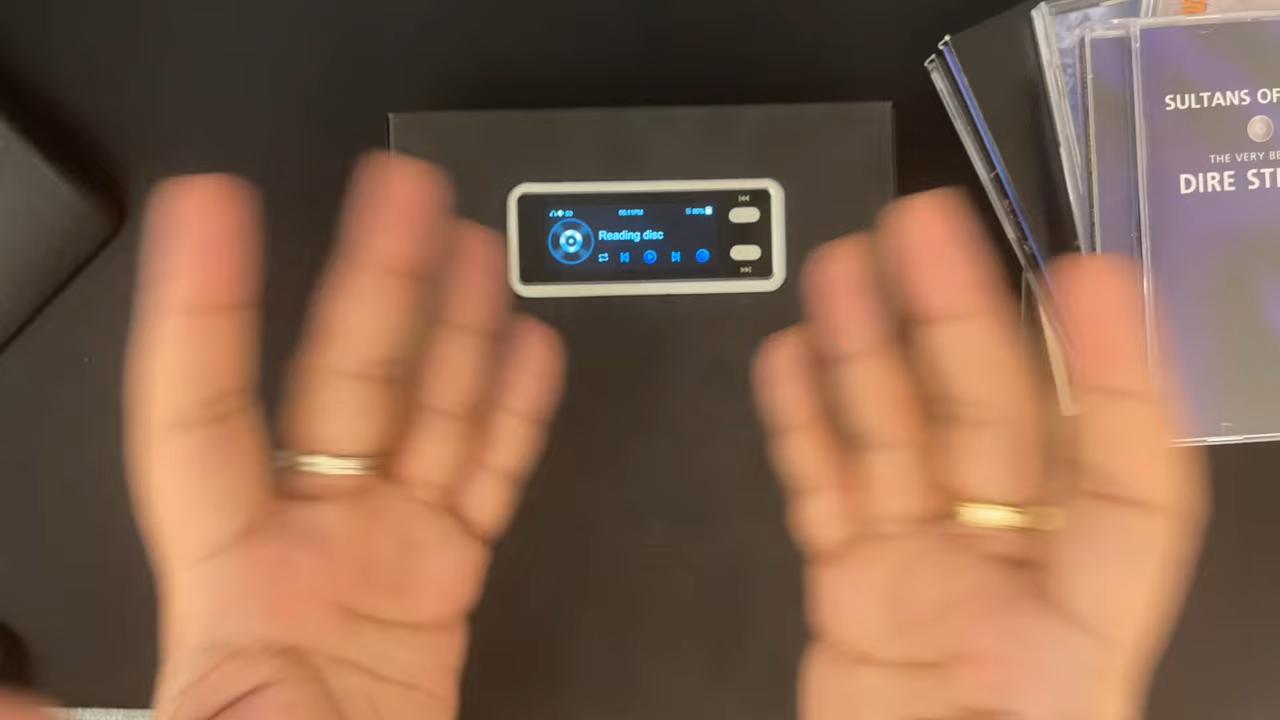 Reading disc
SULTANS OF
THE VERY BE
DIRE ST